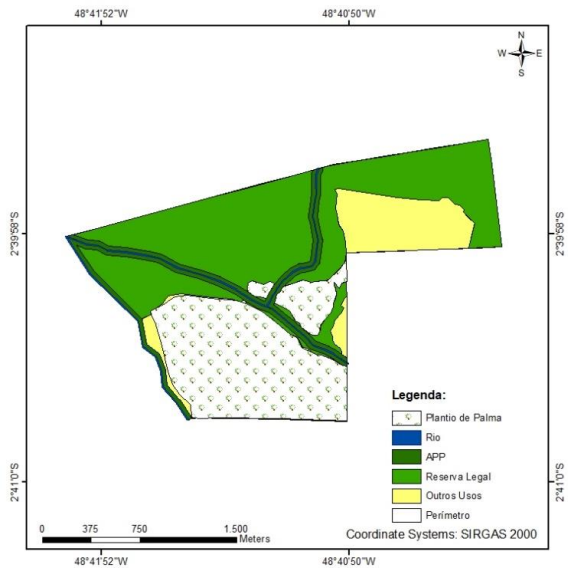 48°41'52"W 48°40'50"W
N
W E
S
2°39'58"S 2°39'58"S
Legenda:
Plantio de Palma
Rio
APP
Reserva Legal
Outros Usos
Perímetro
2°41'0"S 2°41'0"S
0 375 750 1.500
Meters
Coordinate Systems: SIRGAS 2000
48°41'52"W 48°40'50"W